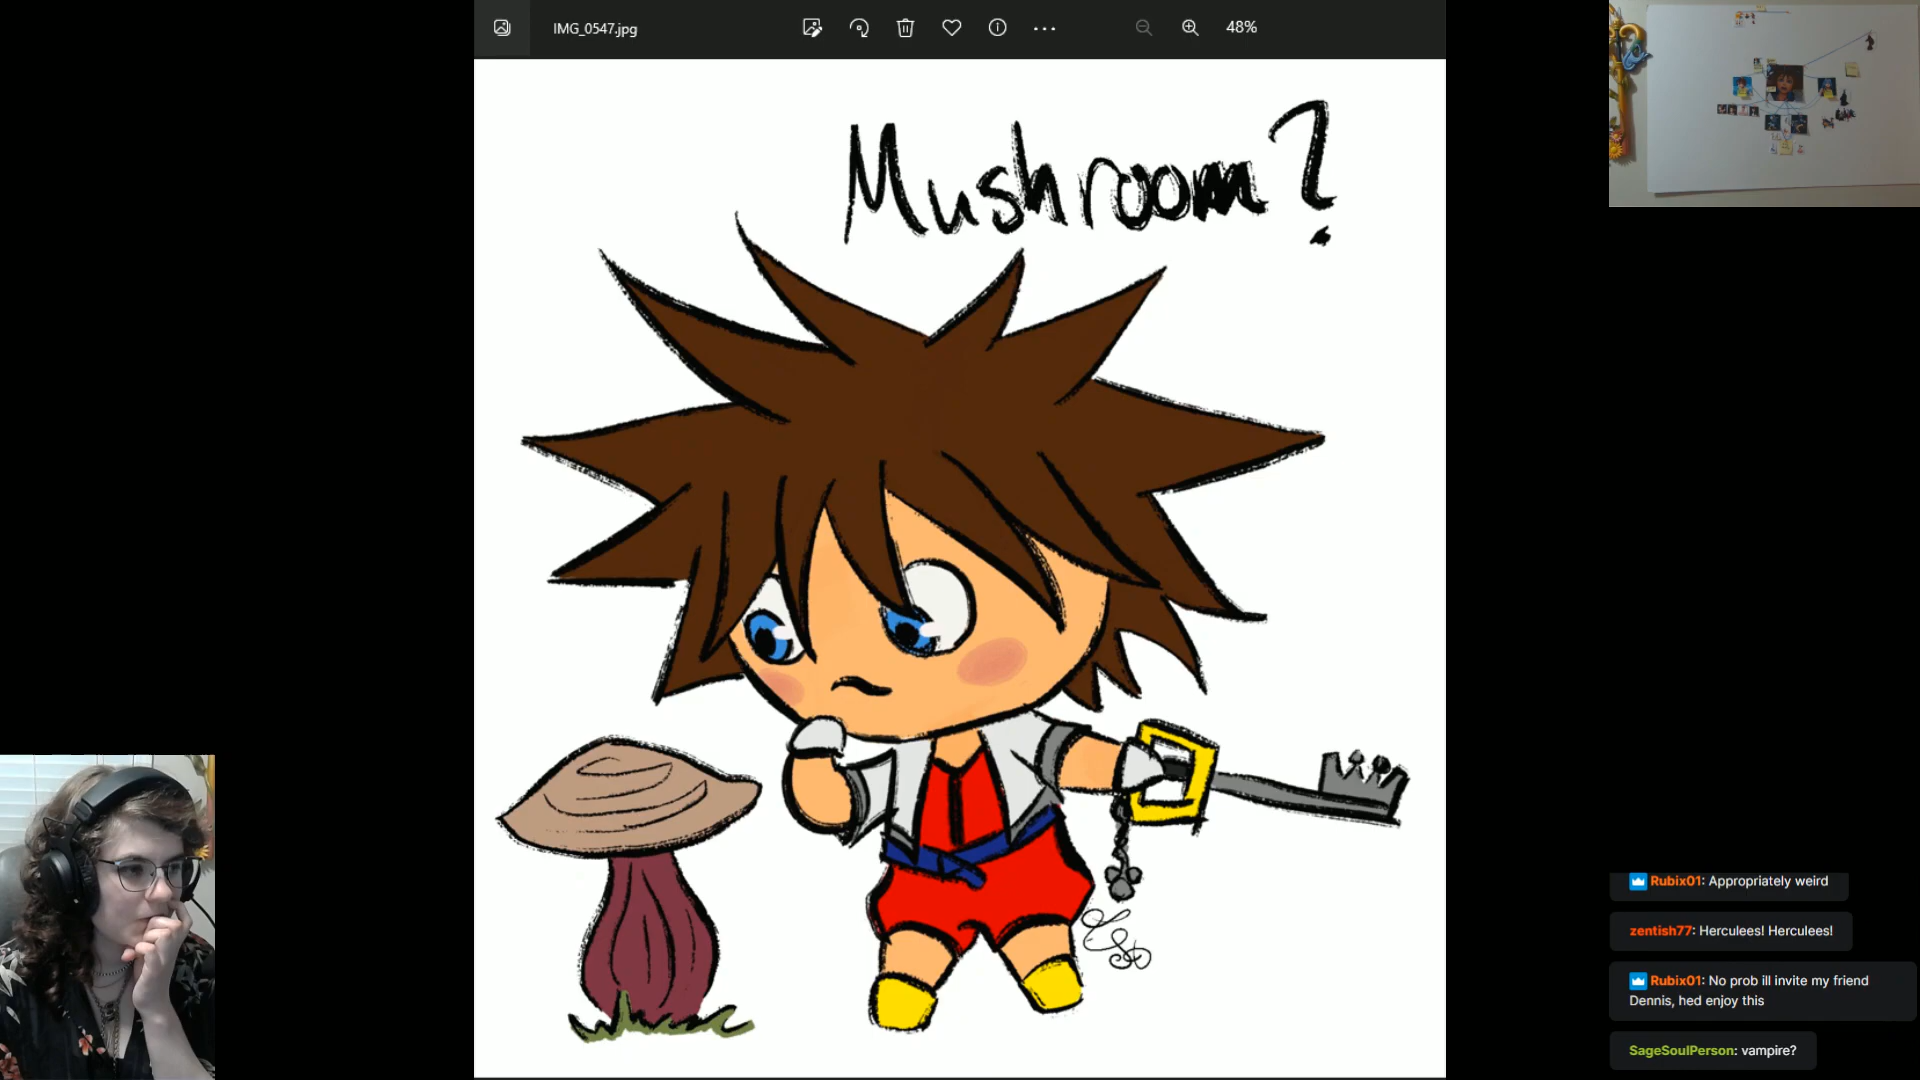 IMG_0547.jpg
48%
Mushroom?
Rubix01: Appropriately weird
zentish77: Herculees! Herculees!
Rubix01: No prob ill invite my friend
Dennis, hed enjoy this
SageSoulPerson: vampire?